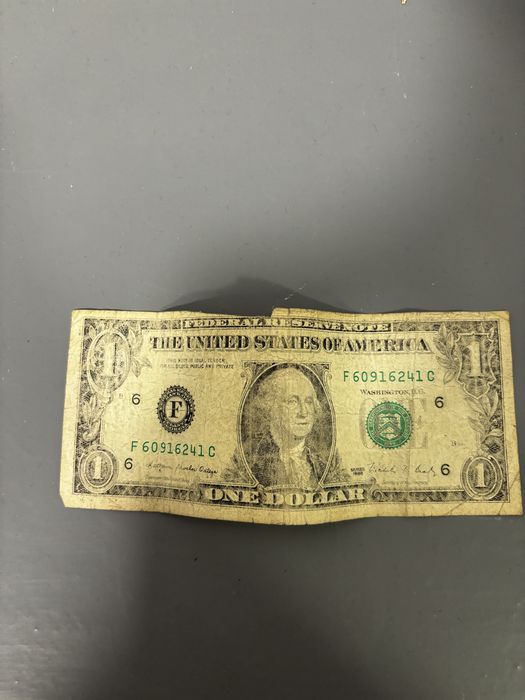 FEDERAL RESERVE NOTE
THE UNITED STATES OF AMERICA
THIS NOTE IS LEGAL TENDER
FOR ALL DEBTS, PUBLIC AND PRIVATE
F 60916241 C
WASHINGTON, D.C.
1
1
6
6
F
F 60916241 C
6
6
1
1
SERIES
ONE DOLLAR